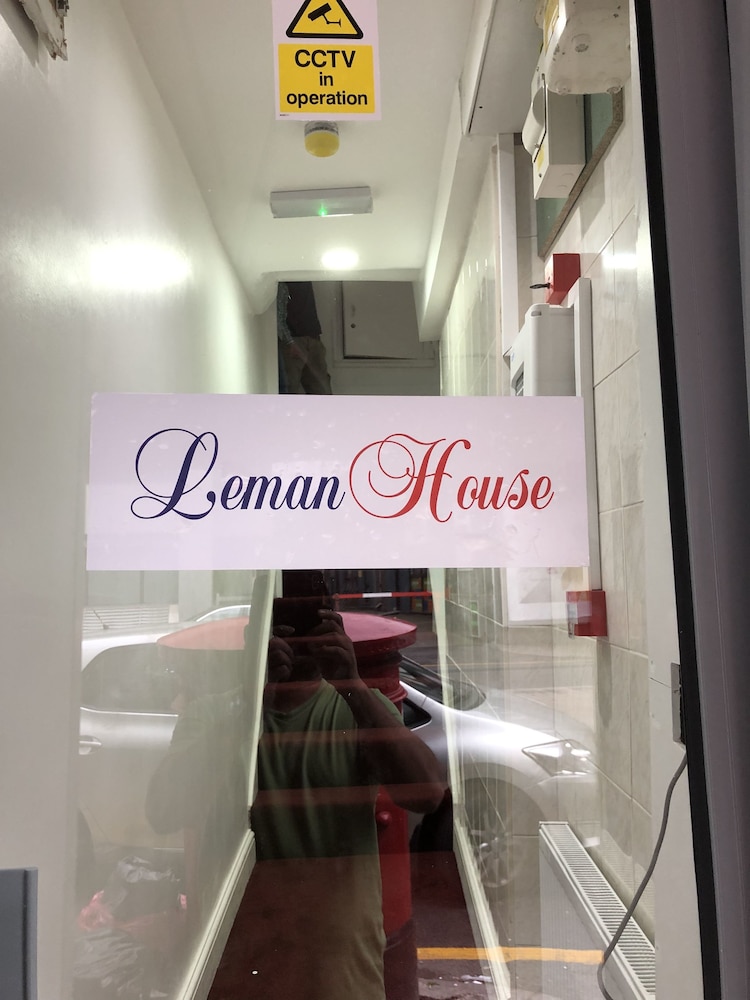 CCTV
in
operation
Leman House